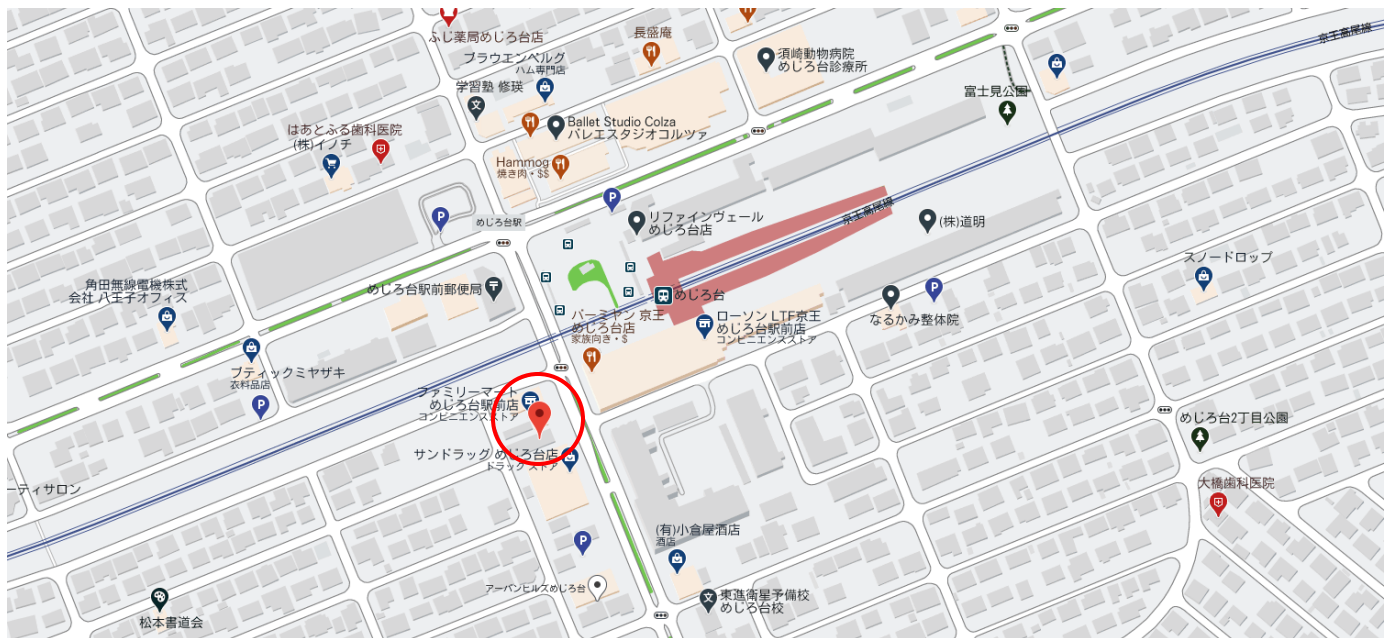 ふじ薬局めじろ台店
長盛庵
京王高尾線
ブラウエンベルグ
ハム専門店
須崎動物病院
めじろ台診療所
学習塾 修瑛
富士見公園
Ballet Studio Colza
バレエスタジオコルツァ
はあとふる歯科医院
(株)イノチ
Hammog
焼き肉・$$
P
P
めじろ台駅
リファインヴェール
めじろ台店
京王高尾線
(株)道明
スノードロップ
角田無線電機株式
会社 八王子オフィス
めじろ台駅前郵便局
めじろ台
P
バーミヤン 京王
めじろ台店
家族向き・$
ローソン LTF京王
めじろ台駅前店
コンビニエンスストア
なるかみ整体院
ブティックミヤザキ
衣料品店
P
ファミリーマート
めじろ台駅前店
コンビニエンスストア
めじろ台2丁目公園
サンドラッグ めじろ台店
ドラッグ ストア
ーティサロン
大橋歯科医院
(有)小倉屋酒店
酒店
P
アーバンヒルズめじろ台
東進衛星予備校
めじろ台校
松本書道会